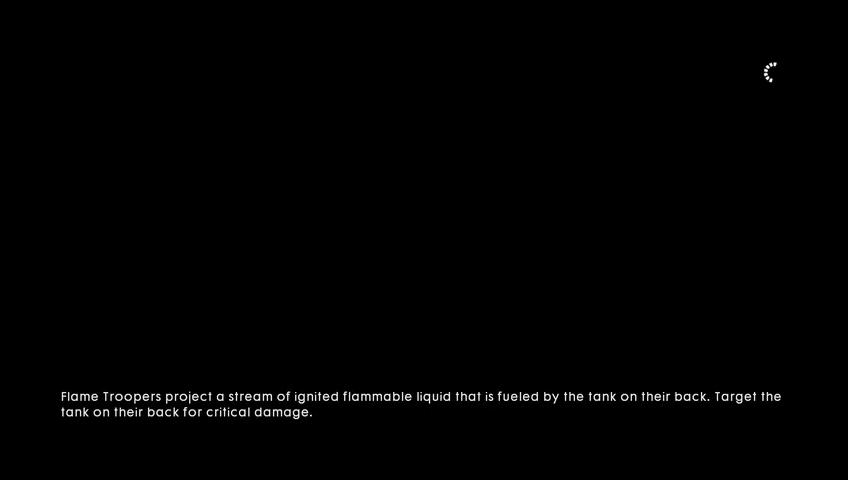 Flame Troopers project a stream of ignited flammable liquid that is fueled by the tank on their back. Target the
tank on their back for critical damage.